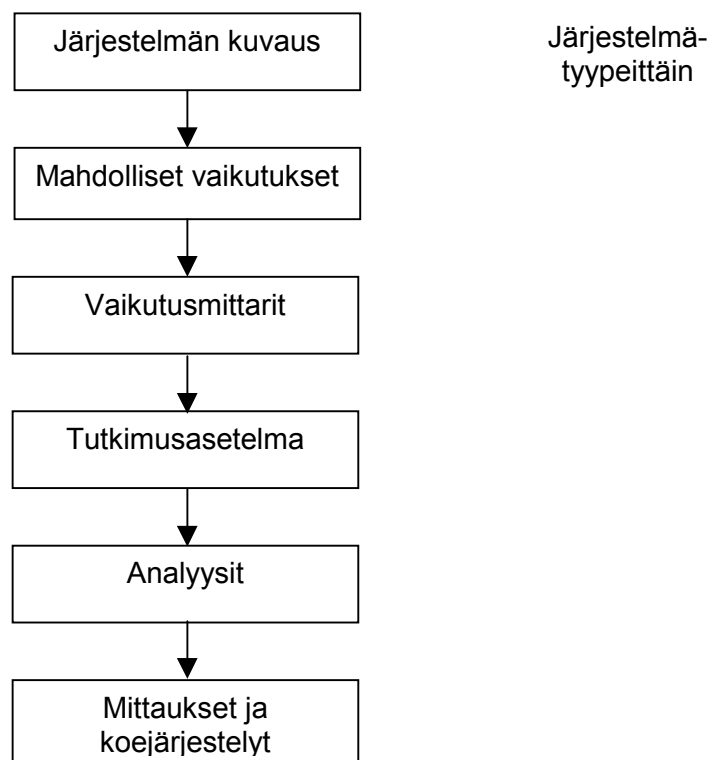 Järjestelmän kuvaus
Järjestelmä-
tyypeittäin
Mahdolliset vaikutukset
Vaikutusmittarit
Tutkimusasetelma
Analyysit
Mittaukset ja
koejärjestelyt